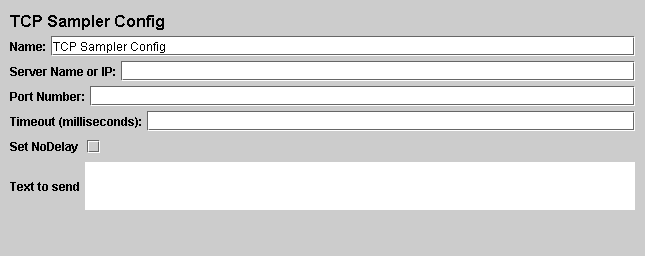 TCP Sampler Config
Name: TCP Sampler Config
Server Name or IP:
Port Number:
Timeout (milliseconds):
Set NoDelay
Text to send